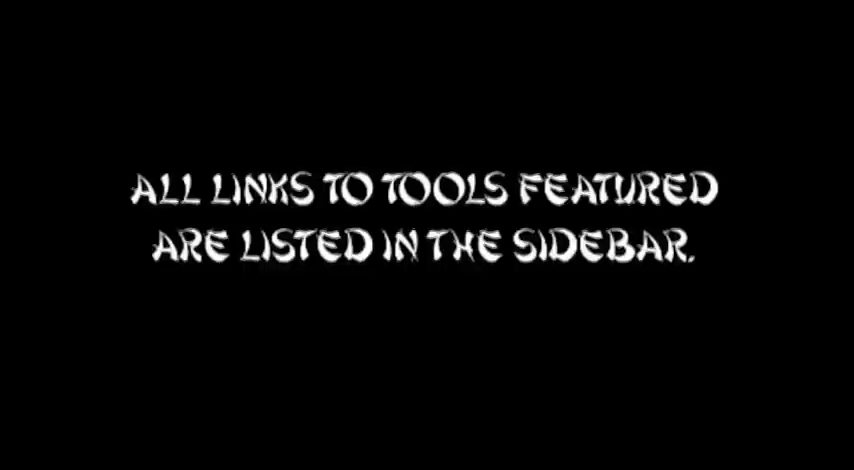 ALL LINKS TO TOOLS FEATURED
ARE LISTED IN THE SIDEBAR.